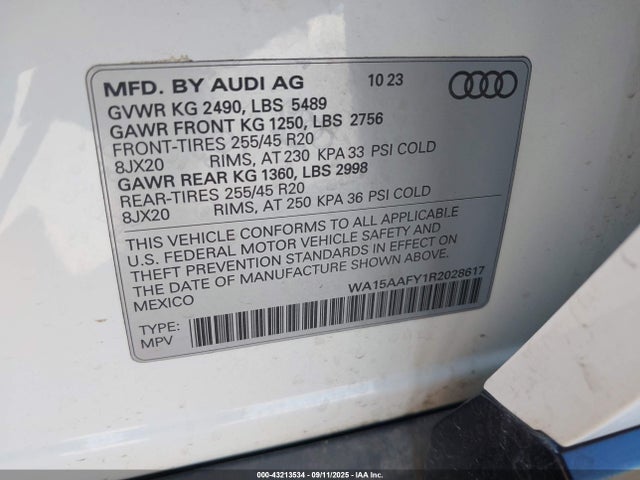 MFD. BY AUDI AG 10 23
GVWR KG 2490, LBS 5489
GAWR FRONT KG 1250, LBS 2756
FRONT-TIRES 255/45 R20
8JX20 RIMS, AT 230 KPA 33 PSI COLD
GAWR REAR KG 1360, LBS 2998
REAR-TIRES 255/45 R20
8JX20 RIMS, AT 250 KPA 36 PSI COLD
THIS VEHICLE CONFORMS TO ALL APPLICABLE
U.S. FEDERAL MOTOR VEHICLE SAFETY AND
THEFT PREVENTION STANDARDS IN EFFECT ON
THE DATE OF MANUFACTURE SHOWN ABOVE.
MEXICO
WA15AAFY1R2028617
TYPE:
MPV
000-43213534 - 09/11/2025 - IAAI.COM